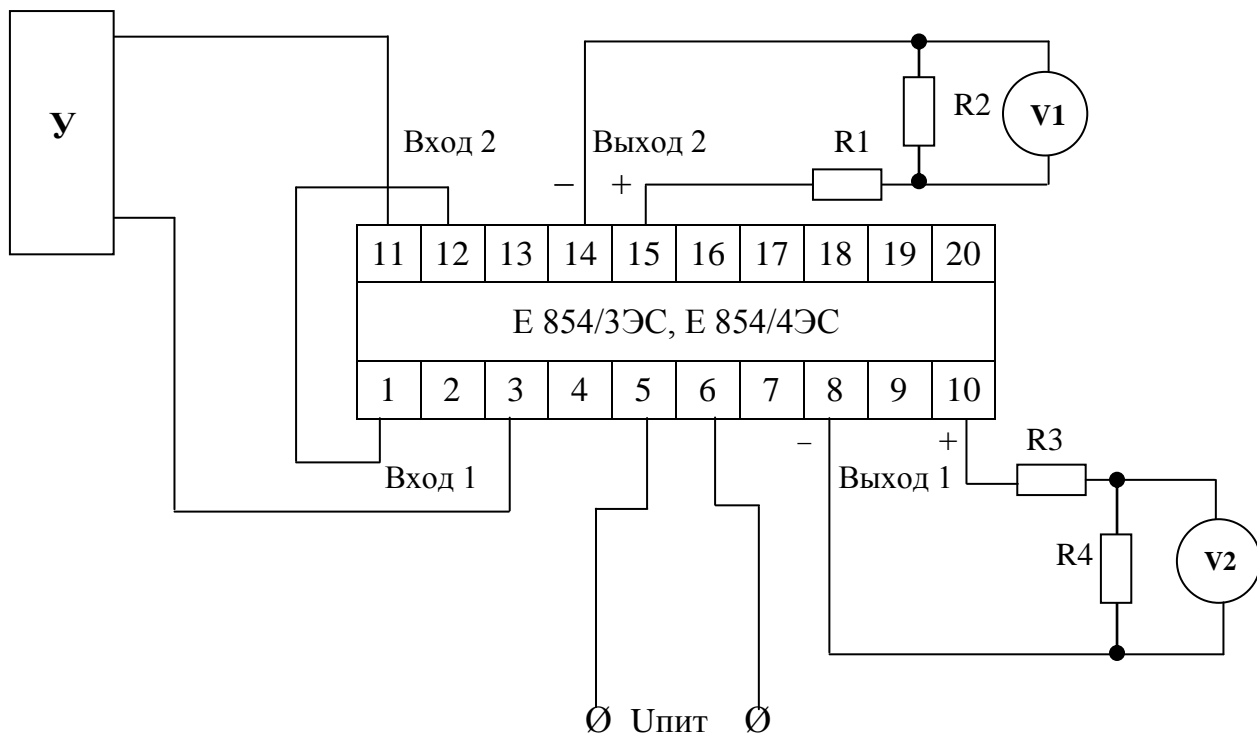 У
Вход 2
Выход 2
R1
R2
V1
– +
11 12 13 14 15 16 17 18 19 20
Е 854/3ЭС, Е 854/4ЭС
1 2 3 4 5 6 7 8 9 10
– +
Вход 1
Выход 1
R3
R4
V2
Ø Uпит Ø